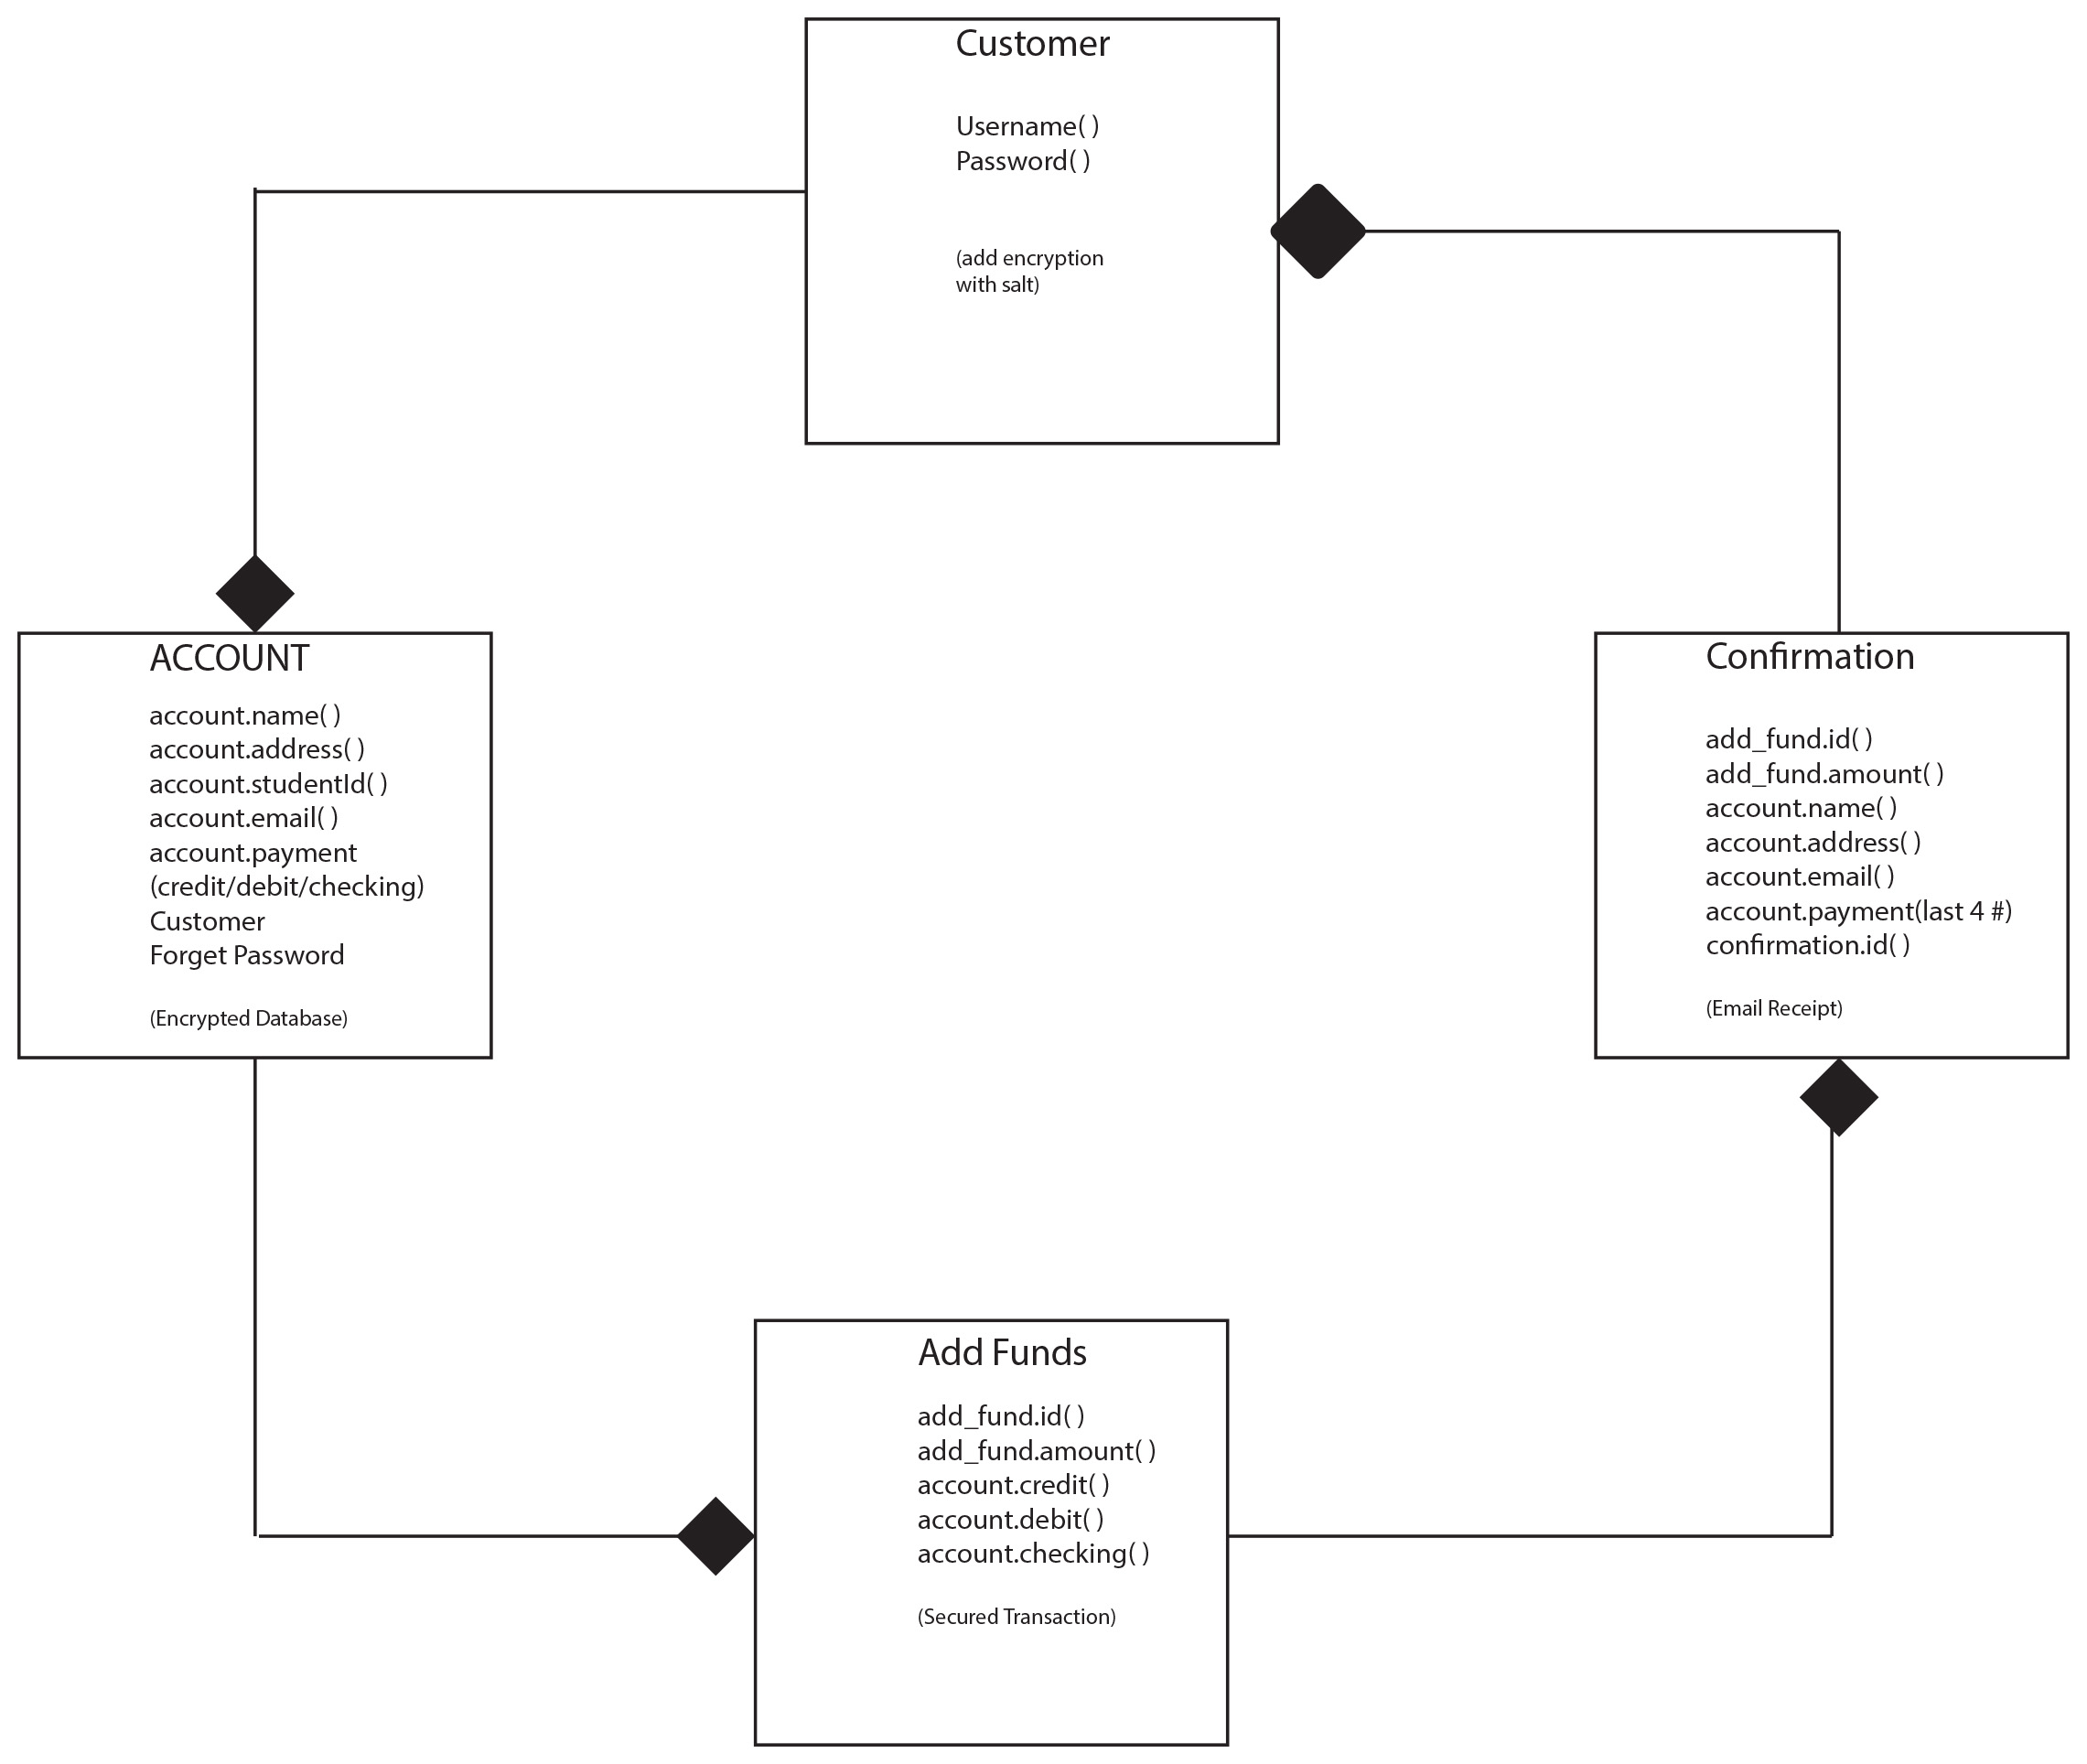 Customer
Username( )
Password( )
(add encryption
with salt)
ACCOUNT
account.name( )
account.address( )
account.studentId( )
account.email( )
account.payment
(credit/debit/checking)
Customer
Forget Password
(Encrypted Database)
Confirmation
add_fund.id( )
add_fund.amount( )
account.name( )
account.address( )
account.email( )
account.payment(last 4 #)
confirmation.id( )
(Email Receipt)
Add Funds
add_fund.id( )
add_fund.amount( )
account.credit( )
account.debit( )
account.checking( )
(Secured Transaction)